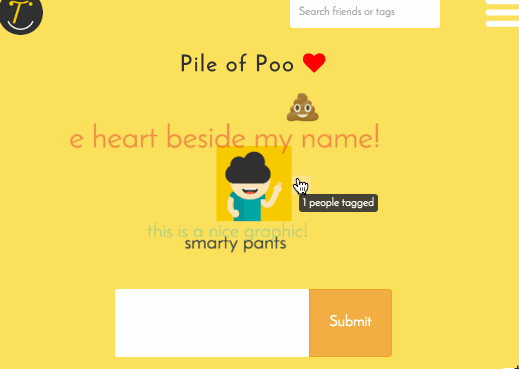 T
Search friends or tags
Pile of Poo
e heart beside my name!
1 people tagged
this is a nice graphic!
smarty pants
Submit